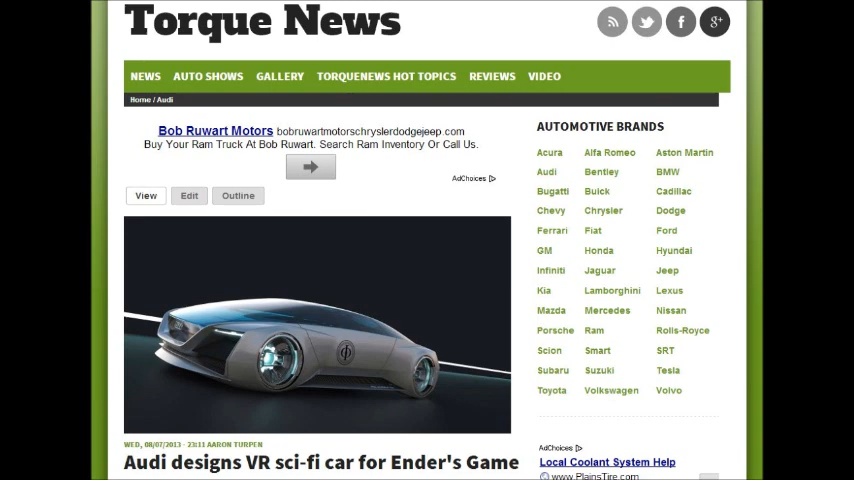 Torque News
g+
NEWS AUTO SHOWS GALLERY TORQUENEWS HOT TOPICS REVIEWS VIDEO
Home / Audi
Bob Ruwart Motors bobruwartmotorschryslerdodgejeep.com
Buy Your Ram Truck At Bob Ruwart. Search Ram Inventory Or Call Us.
AdChoices
View Edit Outline
WED, 08/07/2013 - 23:11 AARON TURPEN
Audi designs VR sci-fi car for Ender's Game
AUTOMOTIVE BRANDS
Acura Alfa Romeo Aston Martin
Audi Bentley BMW
Bugatti Buick Cadillac
Chevy Chrysler Dodge
Ferrari Fiat Ford
GM Honda Hyundai
Infiniti Jaguar Jeep
Kia Lamborghini Lexus
Mazda Mercedes Nissan
Porsche Ram Rolls-Royce
Scion Smart SRT
Subaru Suzuki Tesla
Toyota Volkswagen Volvo
AdChoices
Local Coolant System Help
www.PlainsTire.com